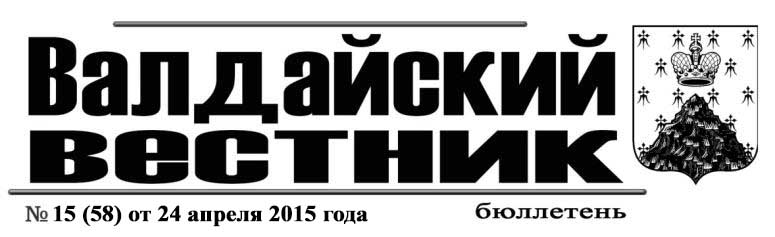 Валдайский
вестник
№ 15 (58) от 24 апреля 2015 года
бюллетень